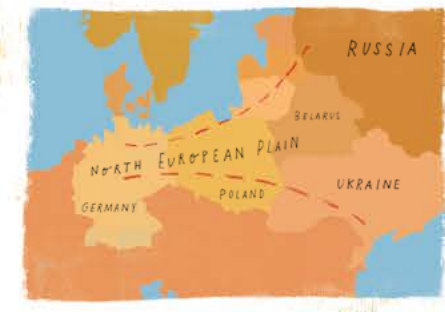 RUSSIA
BELARUS
NORTH EUROPEAN PLAIN
UKRAINE
POLAND
GERMANY